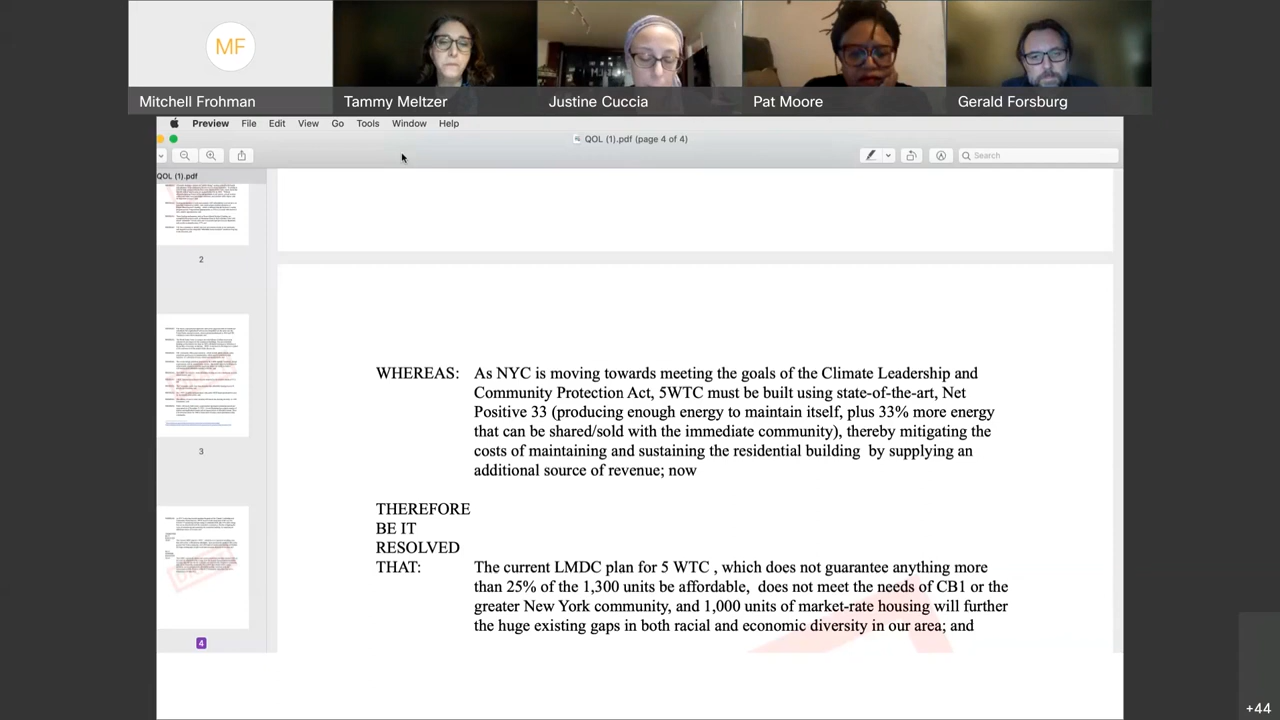 MF
Mitchell Frohman
Tammy Meltzer
Justine Cuccia
Pat Moore
Gerald Forsburg
Preview File Edit View Go Tools Window Help
QOL (1).pdf (page 4 of 4)
Search
QOL (1).pdf
2
3
4
WHEREAS: As NYC is moving towards meeting the goals of the Climate Leadership and
Community Protection Act, 5WTC must be built using state-of-the-art, Net
Positive 33 (producing enough energy to maintain itself, plus 33% more energy
that can be shared/sold with the immediate community), thereby mitigating the
costs of maintaining and sustaining the residential building by supplying an
additional source of revenue; now
THEREFORE
BE IT
RESOLVED
THAT: The current LMDC plan for 5 WTC , which does not guarantee anything more
than 25% of the 1,300 units be affordable, does not meet the needs of CB1 or the
greater New York community, and 1,000 units of market-rate housing will further
the huge existing gaps in both racial and economic diversity in our area; and
+44